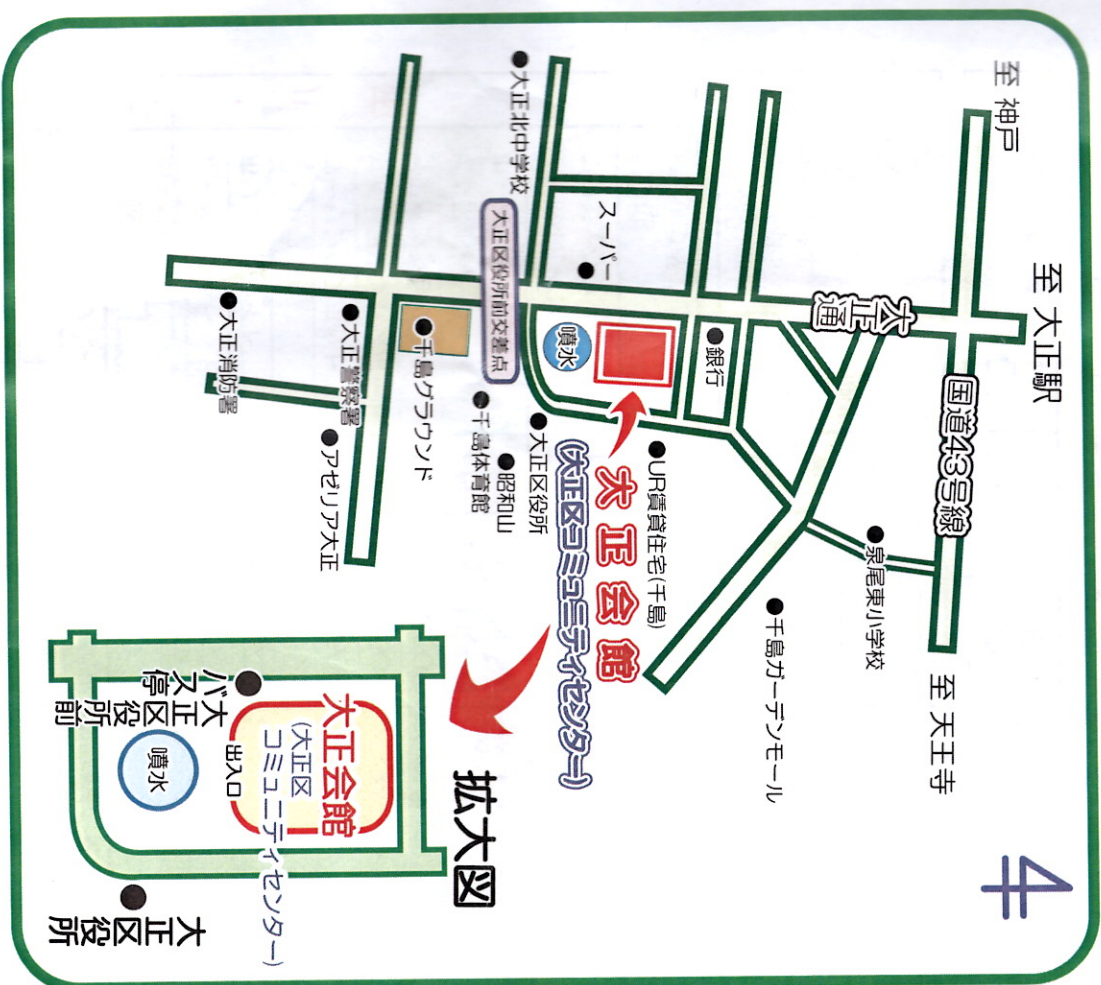 至 神戸
至 大正駅
国道43号線
至 天王寺
大正通
泉尾東小学校
千島ガーデンモール
銀行
UR賃貸住宅(千島)
スーパー
大正会館
(大正区コミュニティセンター)
噴水
大正北中学校
大正区役所前交差点
大正区役所
昭和山
千島体育館
千島グラウンド
大正警察署
アゼリア大正
大正消防署
拡大図
大正会館
(大正区
コミュニティセンター)
出入口
バス停
大正区役所前
噴水
大正区役所
北